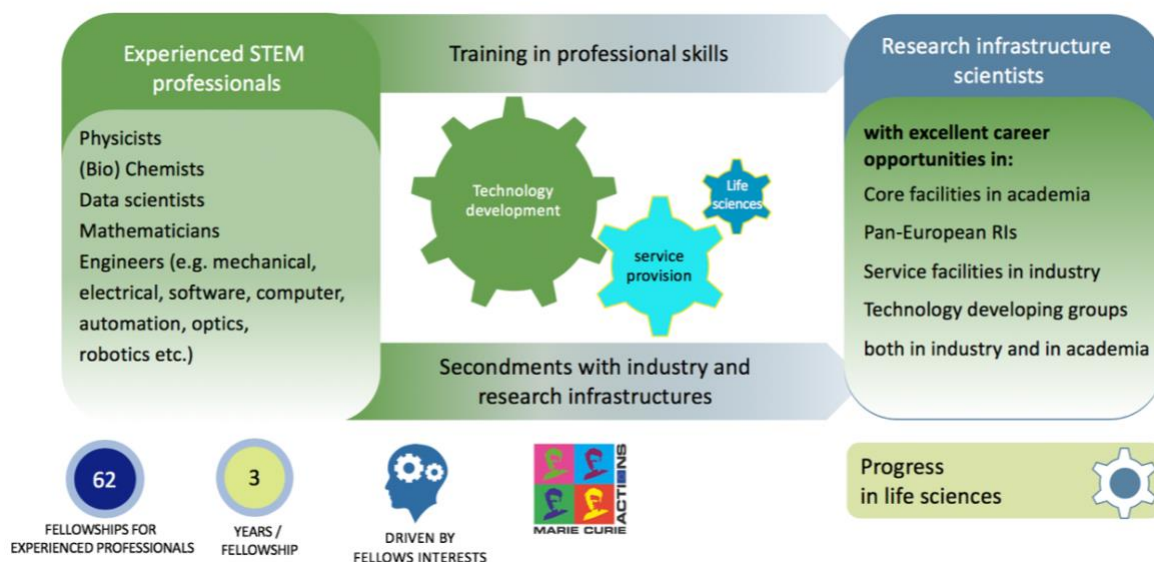 Experienced STEM
professionals
Physicists
(Bio) Chemists
Data scientists
Mathematicians
Engineers (e.g. mechanical,
electrical, software, computer,
automation, optics,
robotics etc.)
Training in professional skills
Technology
development
service
provision
Life
sciences
Secondments with industry and
research infrastructures
Research infrastructure
scientists
with excellent career
opportunities in:
Core facilities in academia
Pan-European RIs
Service facilities in industry
Technology developing groups
both in industry and in academia
62
FELLOWSHIPS FOR
EXPERIENCED PROFESSIONALS
3
YEARS /
FELLOWSHIP
DRIVEN BY
FELLOWS INTERESTS
MARIE CURIE
ACTIONS
Progress
in life sciences